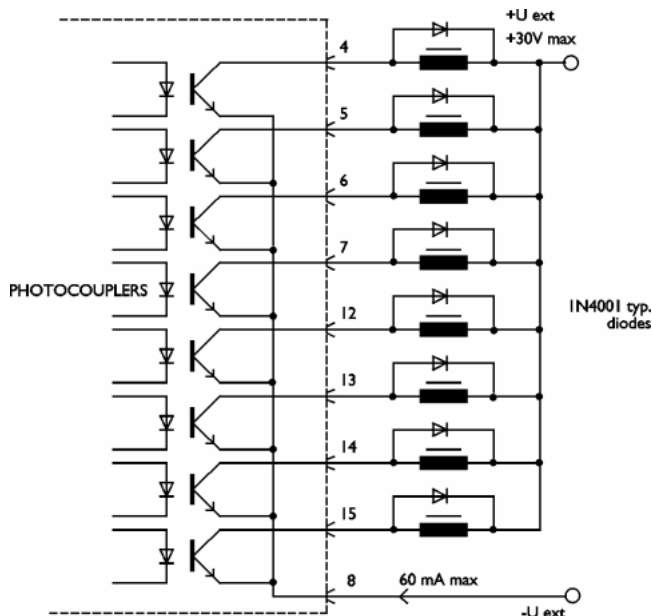 +U ext
+30V max
4
5
6
7
PHOTOCOUPLERS
1N4001 typ.
diodes
12
13
14
15
8
60 mA max
-U ext